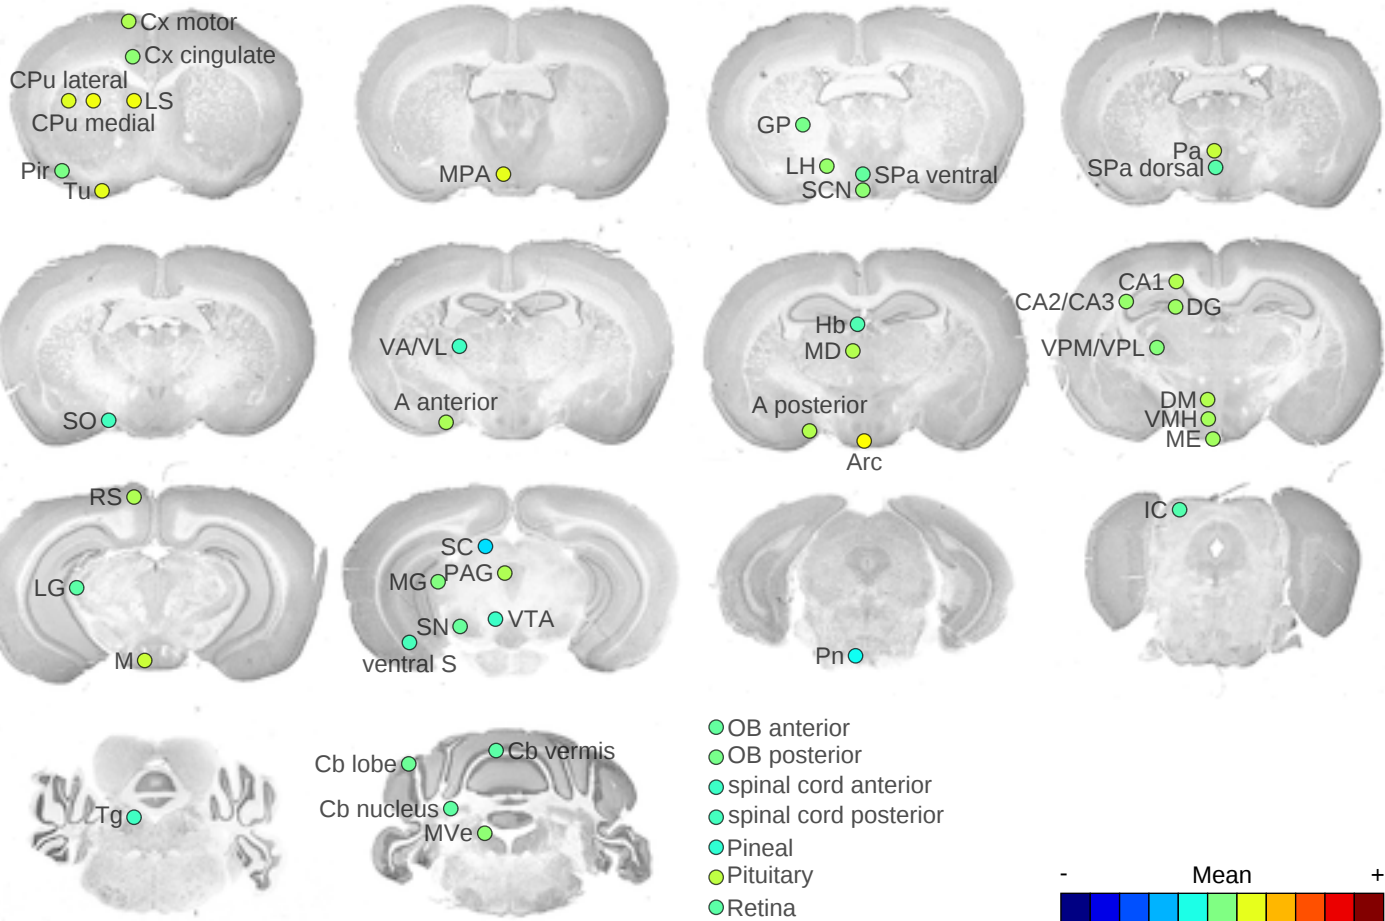 Cx motor
Cx cingulate
CPu lateral
LS
CPu medial
Pir
Tu
MPA
GP
LH
SPa ventral
SCN
Pa
SPa dorsal
SO
VA/VL
A anterior
Hb
MD
A posterior
Arc
CA1
CA2/CA3
DG
VPM/VPL
DM
VMH
ME
RS
LG
M
SC
PAG
MG
VTA
SN
ventral S
Pn
IC
Tg
Cb vermis
Cb lobe
Cb nucleus
MVe
OB anterior
OB posterior
spinal cord anterior
spinal cord posterior
Pineal
Pituitary
Retina
- Mean +